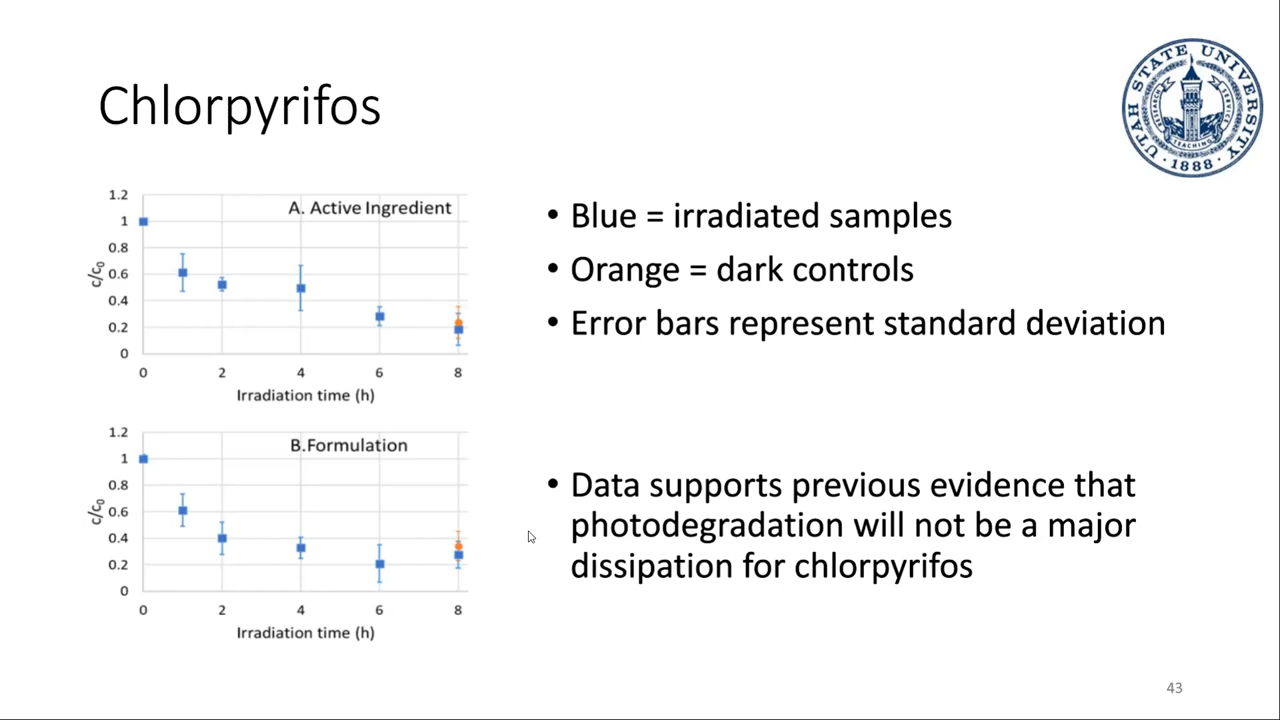 Chlorpyrifos
UTAH STATE UNIVERSITY
RESEARCH
SERVICE
TEACHING
· 1888 ·
A. Active Ingredient
1.2
1
0.8
0.6
0.4
0.2
0
c/c₀
0 2 4 6 8
Irradiation time (h)
• Blue = irradiated samples
• Orange = dark controls
• Error bars represent standard deviation
B.Formulation
1.2
1
0.8
0.6
0.4
0.2
0
c/c₀
0 2 4 6 8
Irradiation time (h)
• Data supports previous evidence that
photodegradation will not be a major
dissipation for chlorpyrifos
43